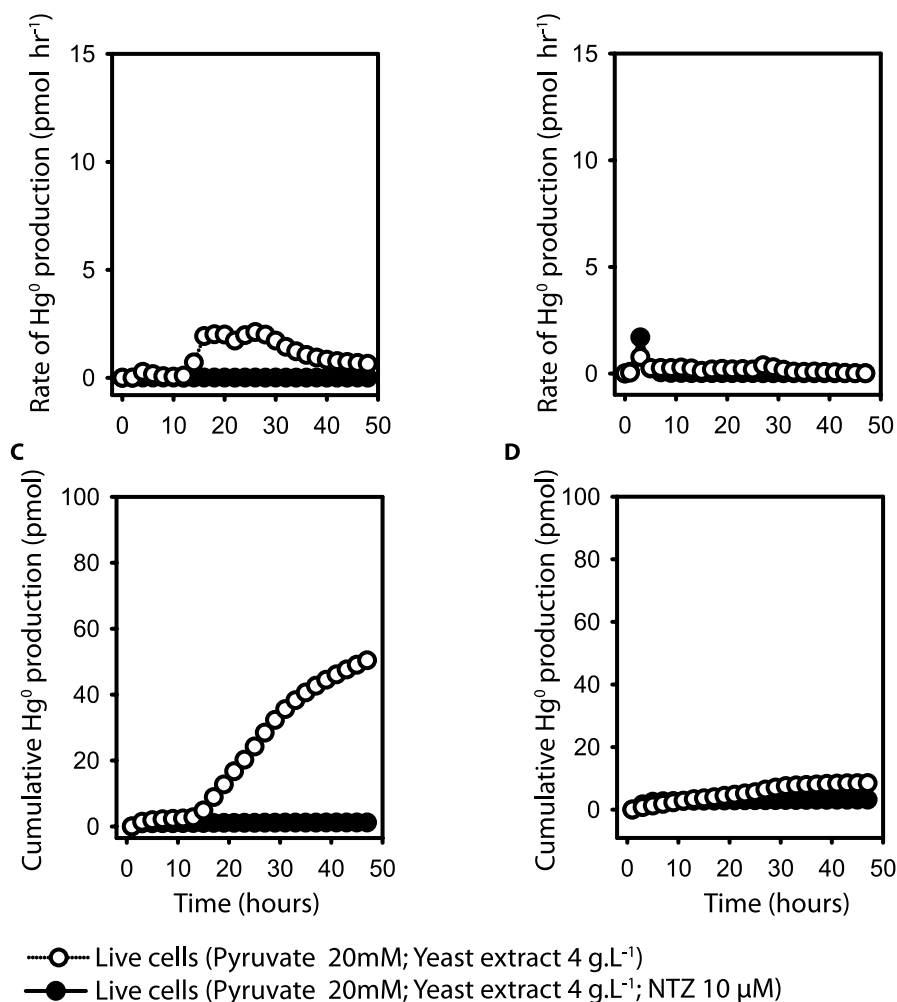 Rate of Hg⁰ production (pmol hr⁻¹)
15
10
5
0
0 10 20 30 40 50
Rate of Hg⁰ production (pmol hr⁻¹)
15
10
5
0
0 10 20 30 40 50
C
Cumulative Hg⁰ production (pmol)
100
80
60
40
20
0
0 10 20 30 40 50
Time (hours)
D
Cumulative Hg⁰ production (pmol)
100
80
60
40
20
0
0 10 20 30 40 50
Time (hours)
Live cells (Pyruvate 20mM; Yeast extract 4 g.L⁻¹)
Live cells (Pyruvate 20mM; Yeast extract 4 g.L⁻¹; NTZ 10 µM)